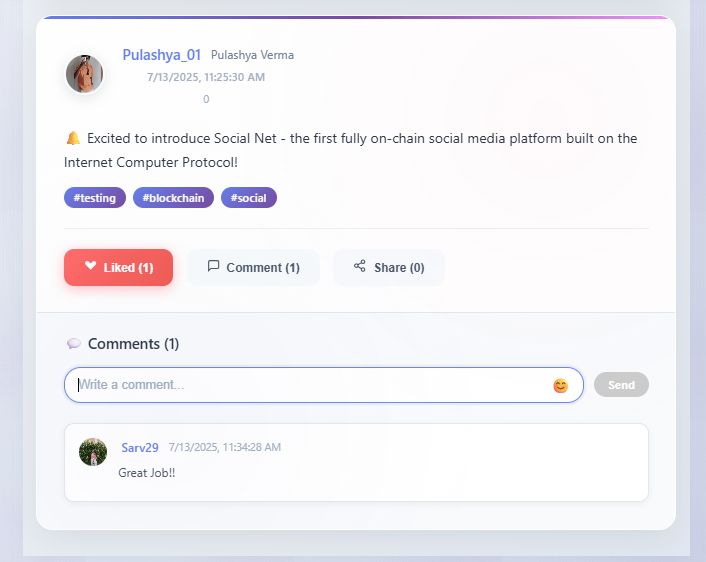 Pulashya_01 Pulashya Verma
7/13/2025, 11:25:30 AM
0
🔔 Excited to introduce Social Net - the first fully on-chain social media platform built on the
Internet Computer Protocol!
#testing #blockchain #social
Liked (1) Comment (1) Share (0)
Comments (1)
Write a comment... Send
Sarv29 7/13/2025, 11:34:28 AM
Great Job!!